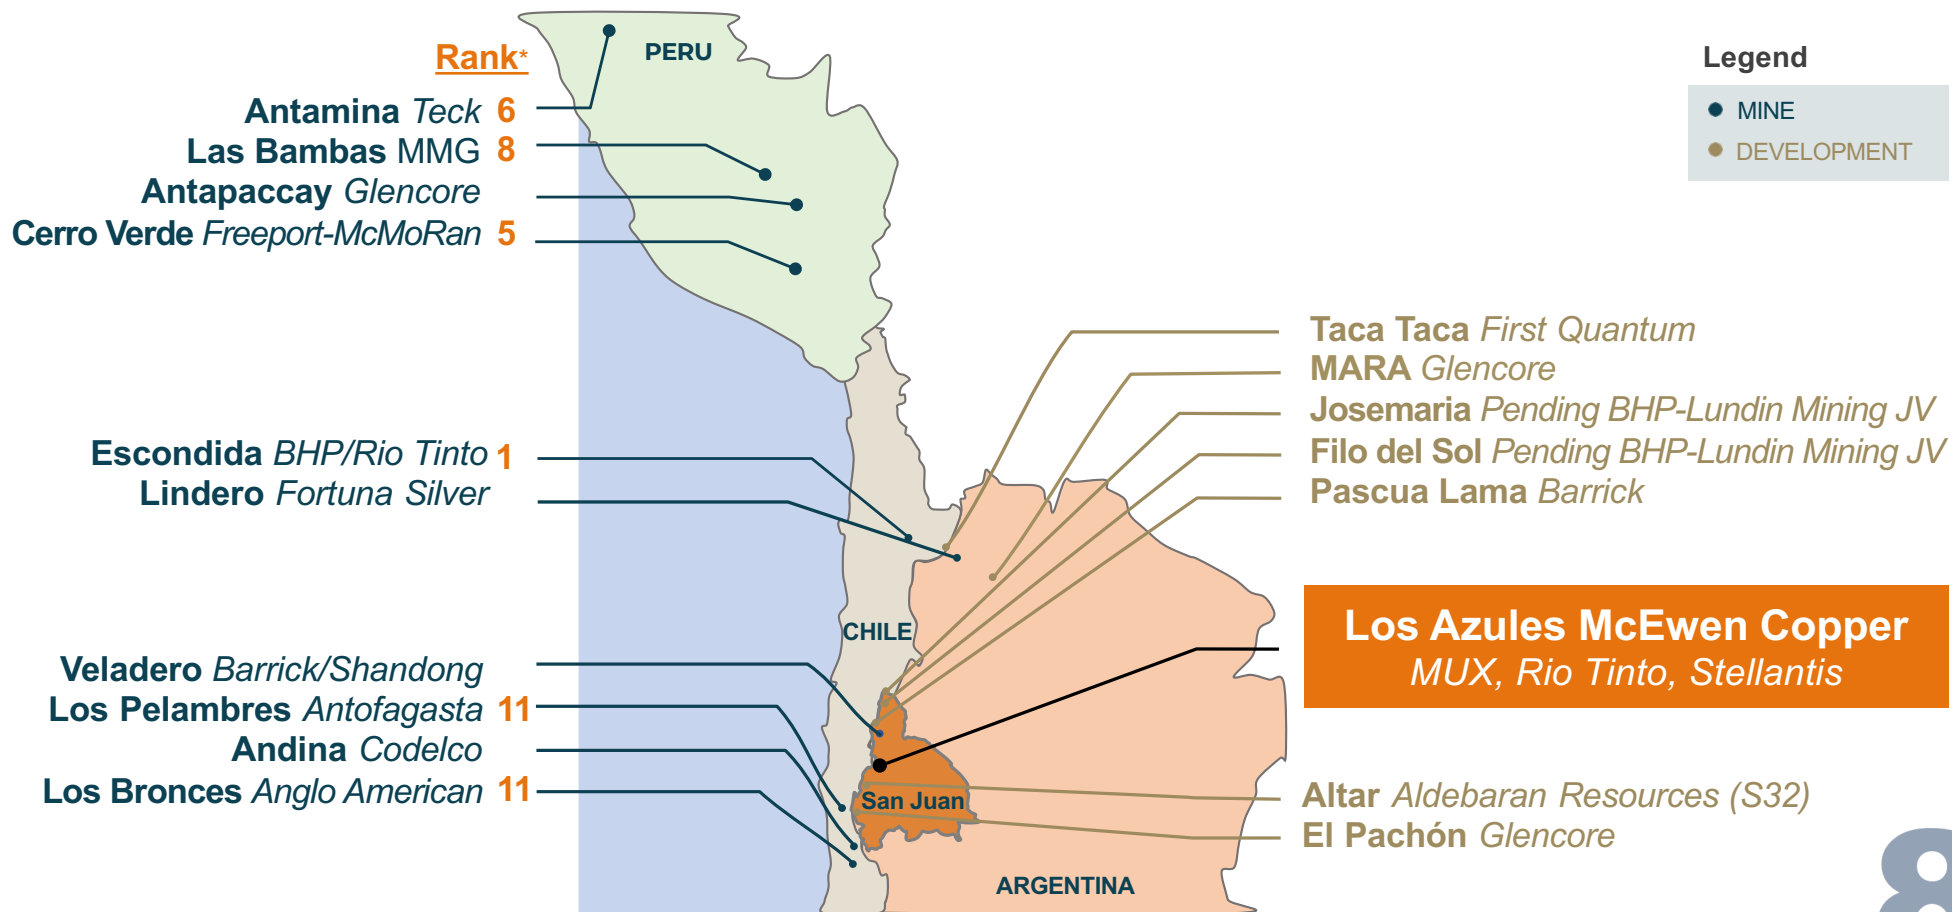 Rank*
Antamina Teck 6
Las Bambas MMG 8
Antapaccay Glencore
Cerro Verde Freeport-McMoRan 5
Escondida BHP/Rio Tinto 1
Lindero Fortuna Silver
Veladero Barrick/Shandong
Los Pelambres Antofagasta 11
Andina Codelco
Los Bronces Anglo American 11
PERU
CHILE
San Juan
ARGENTINA
Legend
MINE
DEVELOPMENT
Taca Taca First Quantum
MARA Glencore
Josemaria Pending BHP-Lundin Mining JV
Filo del Sol Pending BHP-Lundin Mining JV
Pascua Lama Barrick
Los Azules McEwen Copper
MUX, Rio Tinto, Stellantis
Altar Aldebaran Resources (S32)
El Pachón Glencore
8